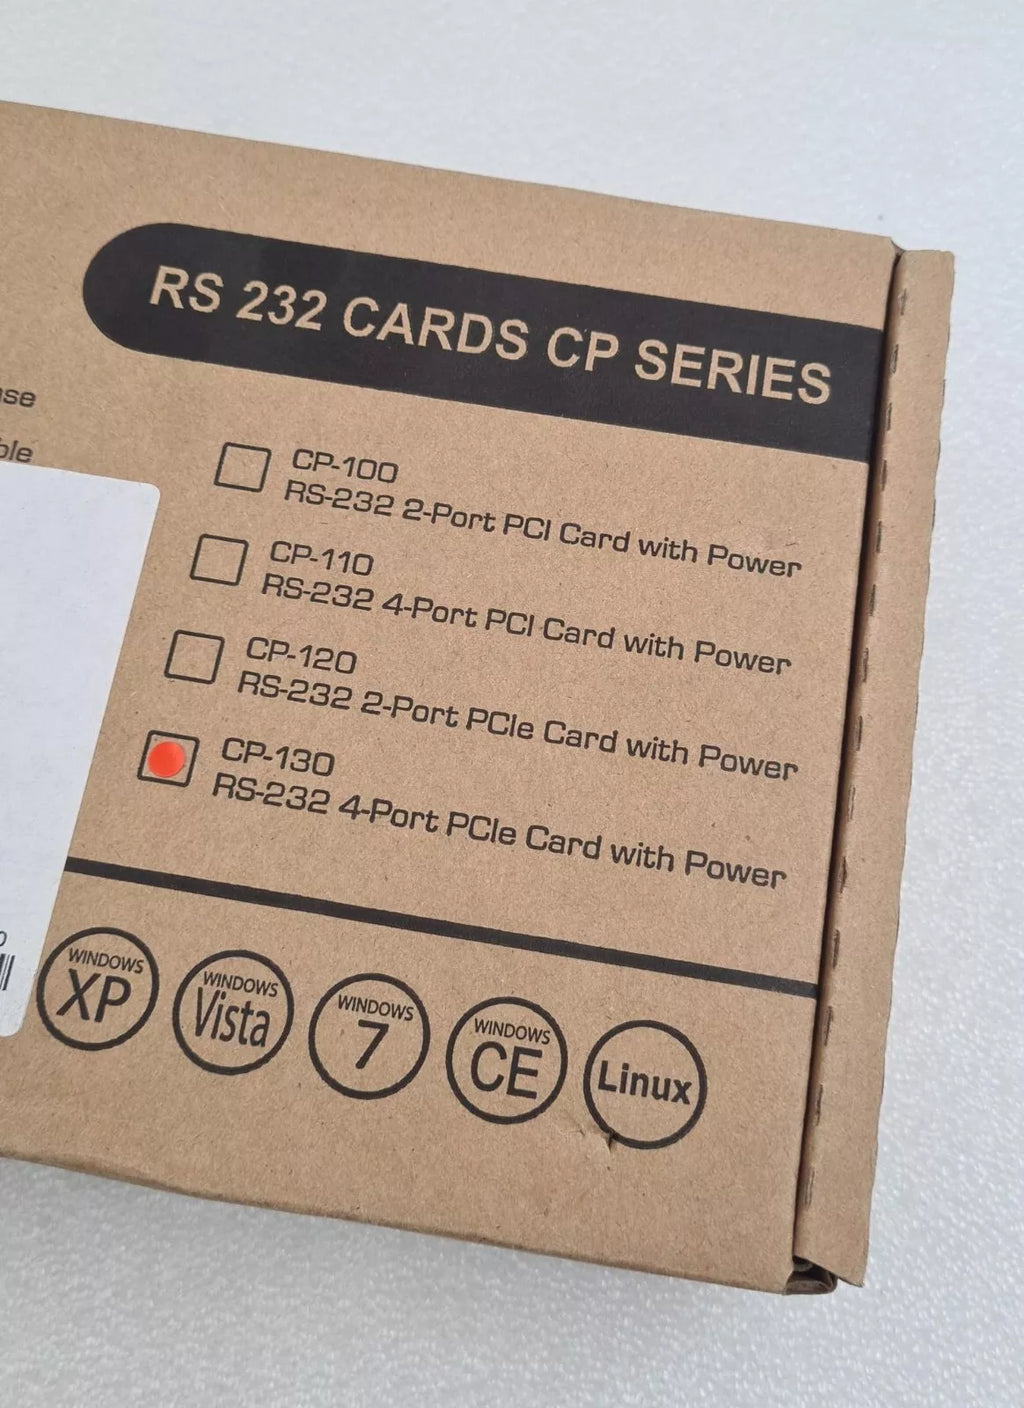 RS 232 CARDS CP SERIES
CP-100
RS-232 2-Port PCI Card with Power
CP-110
RS-232 4-Port PCI Card with Power
CP-120
RS-232 2-Port PCIe Card with Power
CP-130
RS-232 4-Port PCIe Card with Power
WINDOWS
XP
WINDOWS
Vista
WINDOWS
7
WINDOWS
CE
Linux